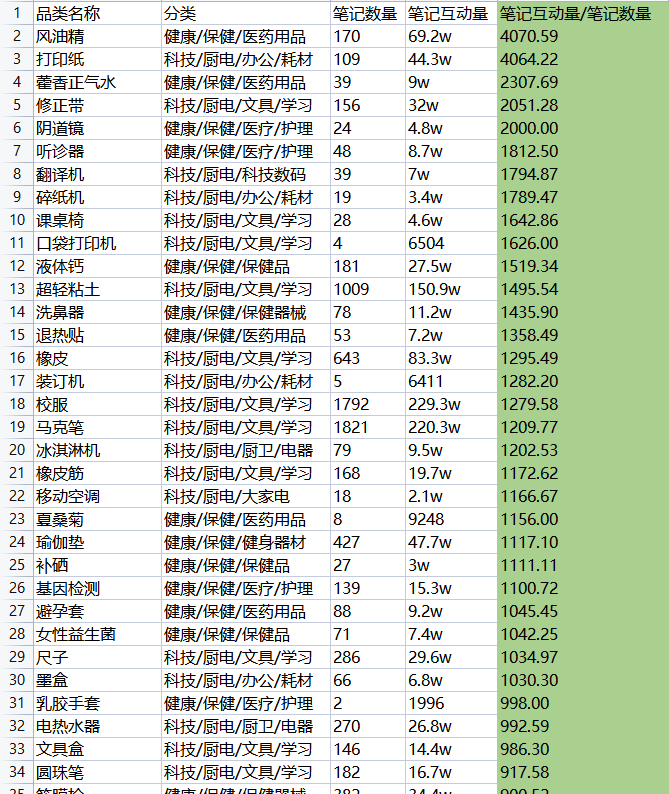 1 品类名称 分类 笔记数量 笔记互动量 笔记互动量/笔记数量
2 风油精 健康/保健/医药用品 170 69.2w 4070.59
3 打印纸 科技/厨电/办公/耗材 109 44.3w 4064.22
4 藿香正气水 健康/保健/医药用品 39 9w 2307.69
5 修正带 科技/厨电/文具/学习 156 32w 2051.28
6 阴道镜 健康/保健/医疗/护理 24 4.8w 2000.00
7 听诊器 健康/保健/医疗/护理 48 8.7w 1812.50
8 翻译机 科技/厨电/科技数码 39 7w 1794.87
9 碎纸机 科技/厨电/办公/耗材 19 3.4w 1789.47
10 课桌椅 科技/厨电/文具/学习 28 4.6w 1642.86
11 口袋打印机 科技/厨电/文具/学习 4 6504 1626.00
12 液体钙 健康/保健/保健品 181 27.5w 1519.34
13 超轻粘土 科技/厨电/文具/学习 1009 150.9w 1495.54
14 洗鼻器 健康/保健/保健器械 78 11.2w 1435.90
15 退热贴 健康/保健/医药用品 53 7.2w 1358.49
16 橡皮 科技/厨电/文具/学习 643 83.3w 1295.49
17 装订机 科技/厨电/办公/耗材 5 6411 1282.20
18 校服 科技/厨电/文具/学习 1792 229.3w 1279.58
19 马克笔 科技/厨电/文具/学习 1821 220.3w 1209.77
20 冰淇淋机 科技/厨电/厨卫/电器 79 9.5w 1202.53
21 橡皮筋 科技/厨电/文具/学习 168 19.7w 1172.62
22 移动空调 科技/厨电/大家电 18 2.1w 1166.67
23 夏桑菊 健康/保健/医药用品 8 9248 1156.00
24 瑜伽垫 健康/保健/健身器材 427 47.7w 1117.10
25 补硒 健康/保健/保健品 27 3w 1111.11
26 基因检测 健康/保健/医疗/护理 139 15.3w 1100.72
27 避孕套 健康/保健/医药用品 88 9.2w 1045.45
28 女性益生菌 健康/保健/保健品 71 7.4w 1042.25
29 尺子 科技/厨电/文具/学习 286 29.6w 1034.97
30 墨盒 科技/厨电/办公/耗材 66 6.8w 1030.30
31 乳胶手套 健康/保健/医疗/护理 2 1996 998.00
32 电热水器 科技/厨电/厨卫/电器 270 26.8w 992.59
33 文具盒 科技/厨电/文具/学习 146 14.4w 986.30
34 圆珠笔 科技/厨电/文具/学习 182 16.7w 917.58